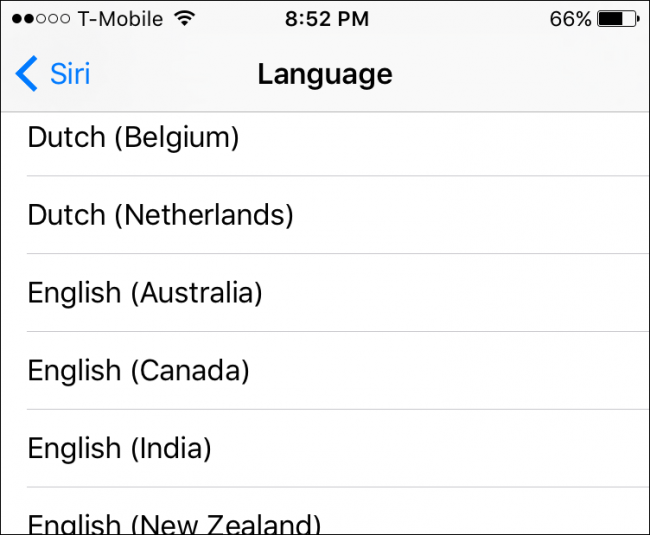 T-Mobile 8:52 PM 66%
Siri Language
Dutch (Belgium)
Dutch (Netherlands)
English (Australia)
English (Canada)
English (India)
English (New Zealand)